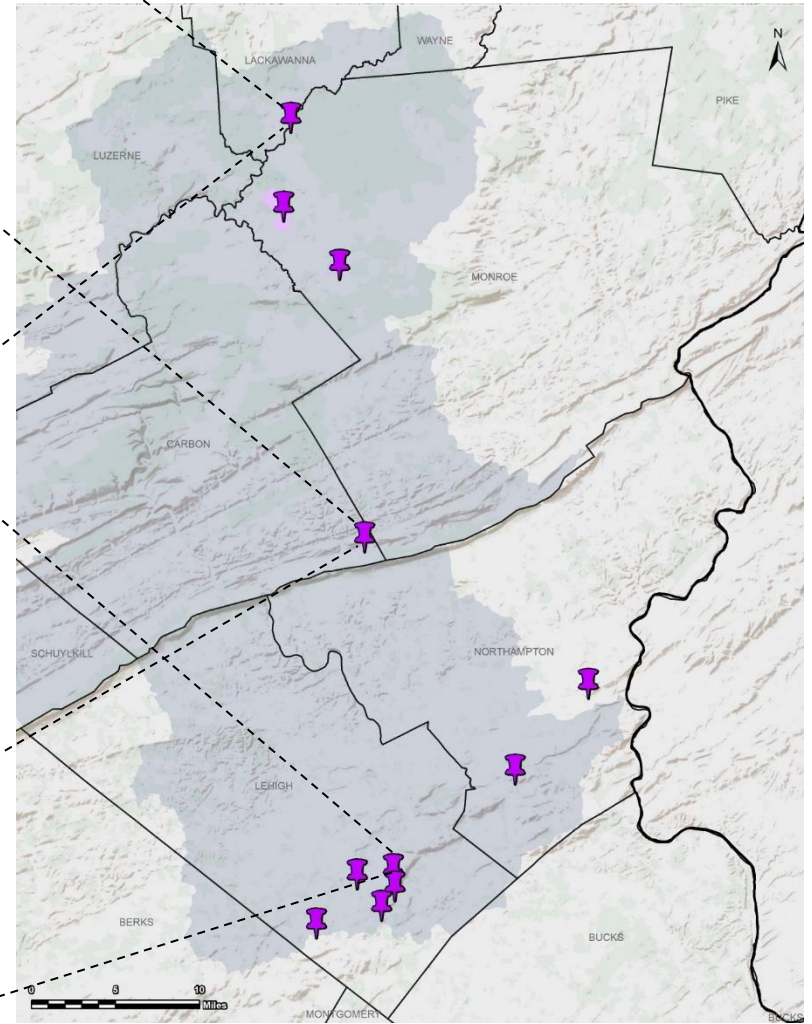 N
WAYNE
LACKAWANNA
PIKE
LUZERNE
MONROE
CARBON
SCHUYLKILL
NORTHAMPTON
LEHIGH
BERKS
BUCKS
0 5 10
Miles
MONTGOMERY
BUCKS